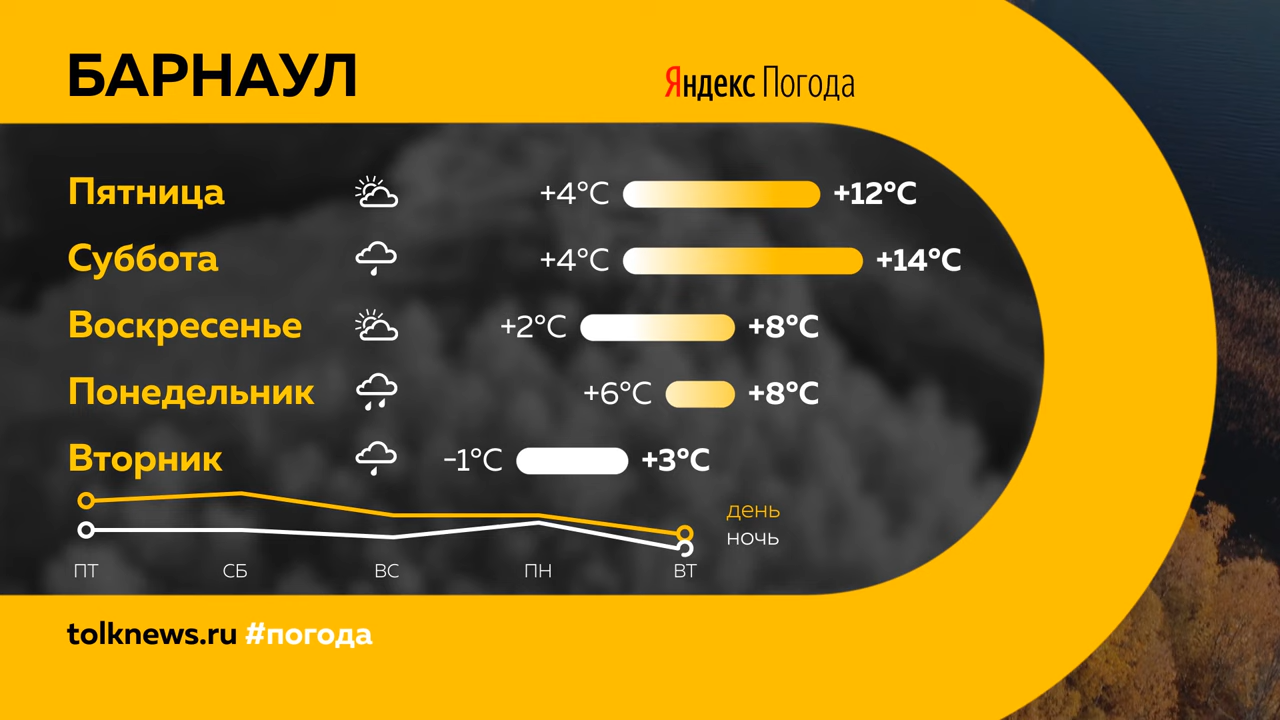 БАРНАУЛ
Яндекс Погода
Пятница +4°C +12°C
Суббота +4°C +14°C
Воскресенье +2°C +8°C
Понедельник +6°C +8°C
Вторник -1°C +3°C
день
ночь
ПТ СБ ВС ПН ВТ
tolknews.ru #погода